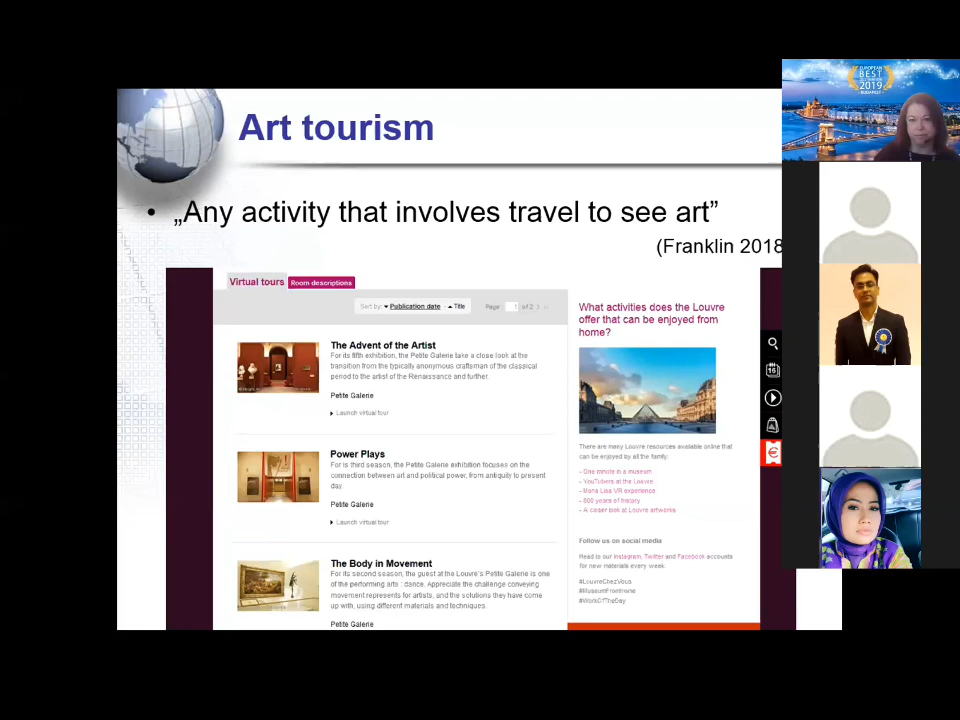 Art tourism
• „Any activity that involves travel to see art”
(Franklin 2018
EUROPEAN
BEST
2019
BUDAPEST
Virtual tours Room descriptions
Sort by: Publication date - Title
Page: 1 of 2
The Advent of the Artist
For its fifth exhibition, the Petite Galerie take a close look at the
transition from the typically anonymous craftsman of the classical
period to the artist of the Renaissance and further.
Petite Galerie
Launch virtual tour
Power Plays
For is third season, the Petite Galerie exhibition focuses on the
connection between art and political power, from antiquity to present
day.
Petite Galerie
Launch virtual tour
The Body in Movement
For its second season, the guest at the Louvre's Petite Galerie is one
of the performing arts : dance. Appreciate the challenge conveying
movement represents for artists, and the solutions they have come
up with, using different materials and techniques.
Petite Galerie
What activities does the Louvre
offer that can be enjoyed from
home?
There are many Louvre resources available online that
can be enjoyed by all the family:
- One minute in a museum
- YouTubers at the Louvre
- Mona Lisa VR experience
- 800 years of history
- A closer look at Louvre artworks
Follow us on social media
Read to our Instagram, Twitter and Facebook accounts
for new materials every week.
#LouvreChezVous
#MuseumFromHome
#WorkOfTheDay
16
€